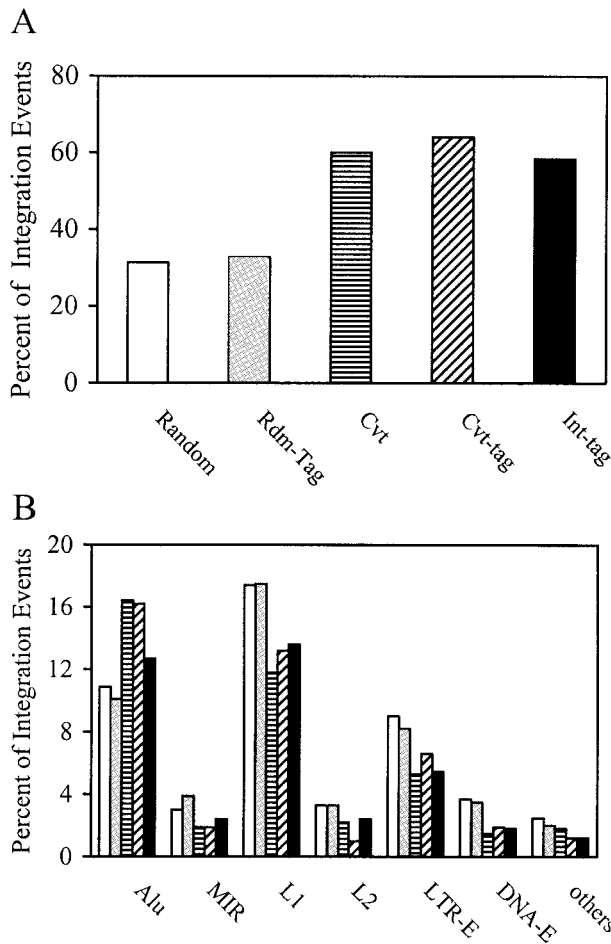 A
Percent of Integration Events
80
60
40
20
0
Random
Rdm-Tag
Cvt
Cvt-tag
Int-tag
B
Percent of Integration Events
20
16
12
8
4
0
Alu
MIR
L1
L2
LTR-E
DNA-E
others